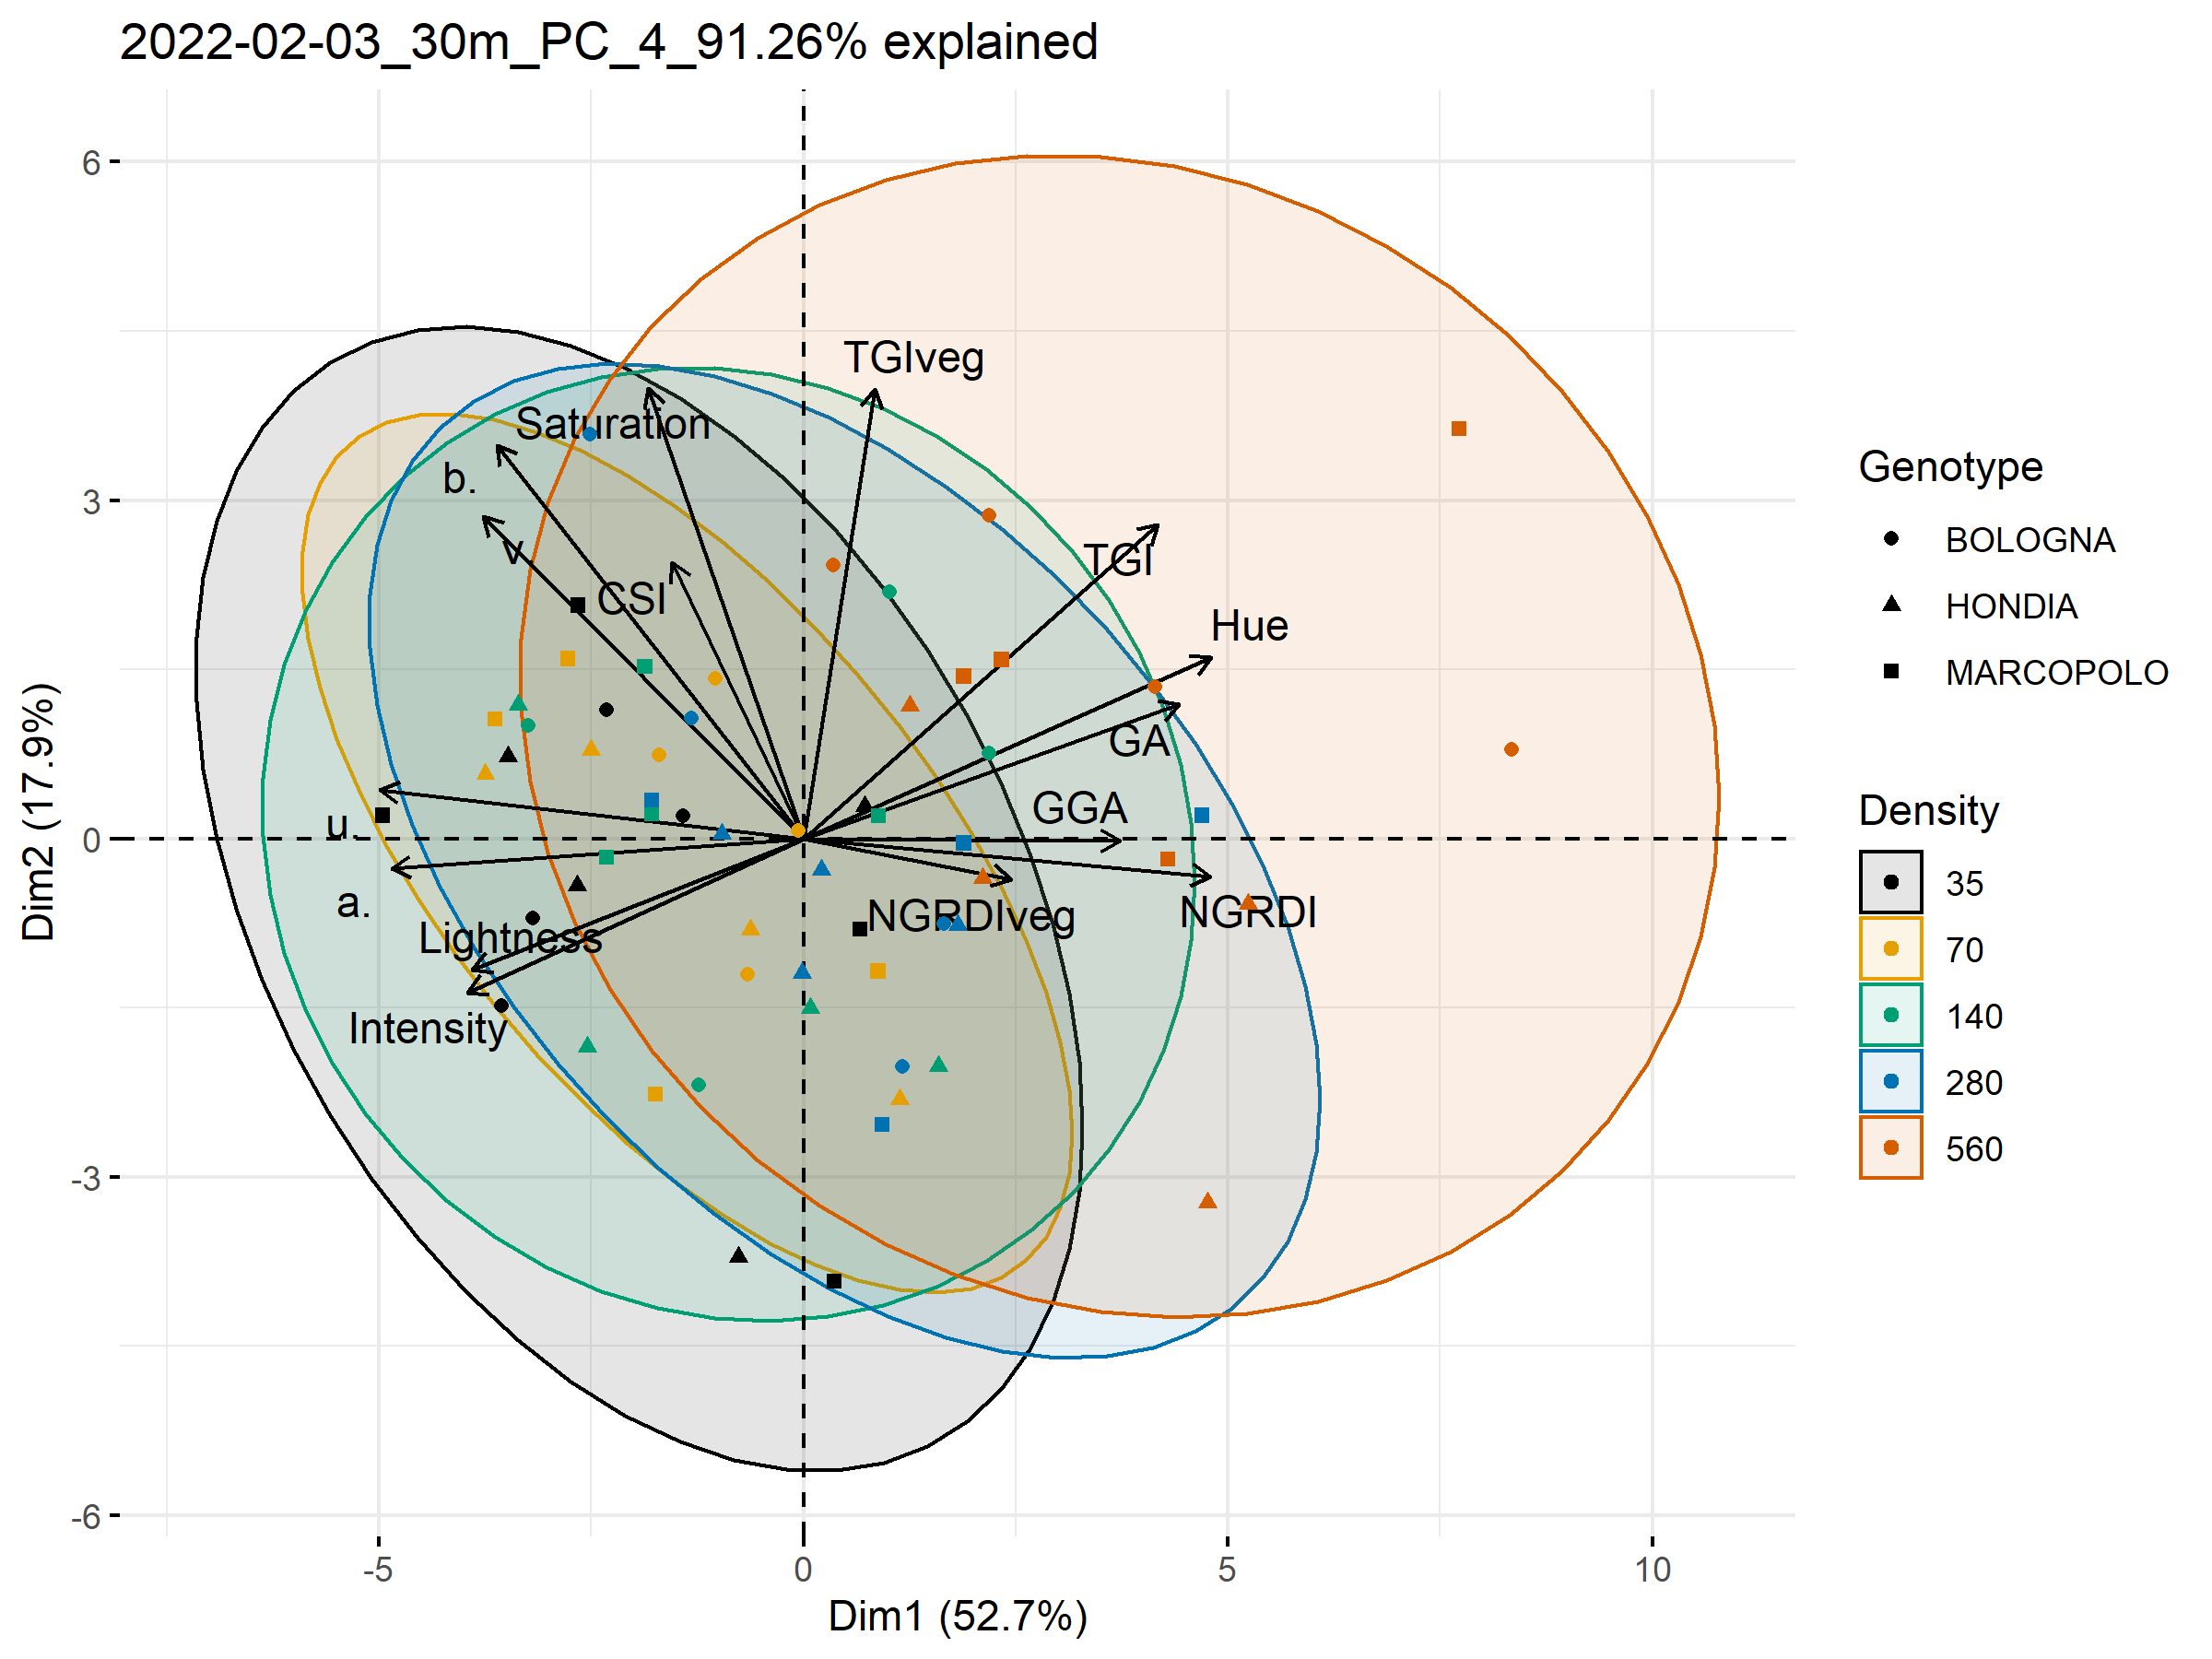 2022-02-03_30m_PC_4_91.26% explained
6
3
0
-3
-6
Dim2 (17.9%)
-5
0
5
10
Dim1 (52.7%)
TGIveg
Saturation
b.
v
CSI
TGI
Hue
GA
GGA
u.
a.
NGRDIveg
NGRDI
Lightness
Intensity
Genotype
BOLOGNA
HONDIA
MARCOPOLO
Density
35
70
140
280
560